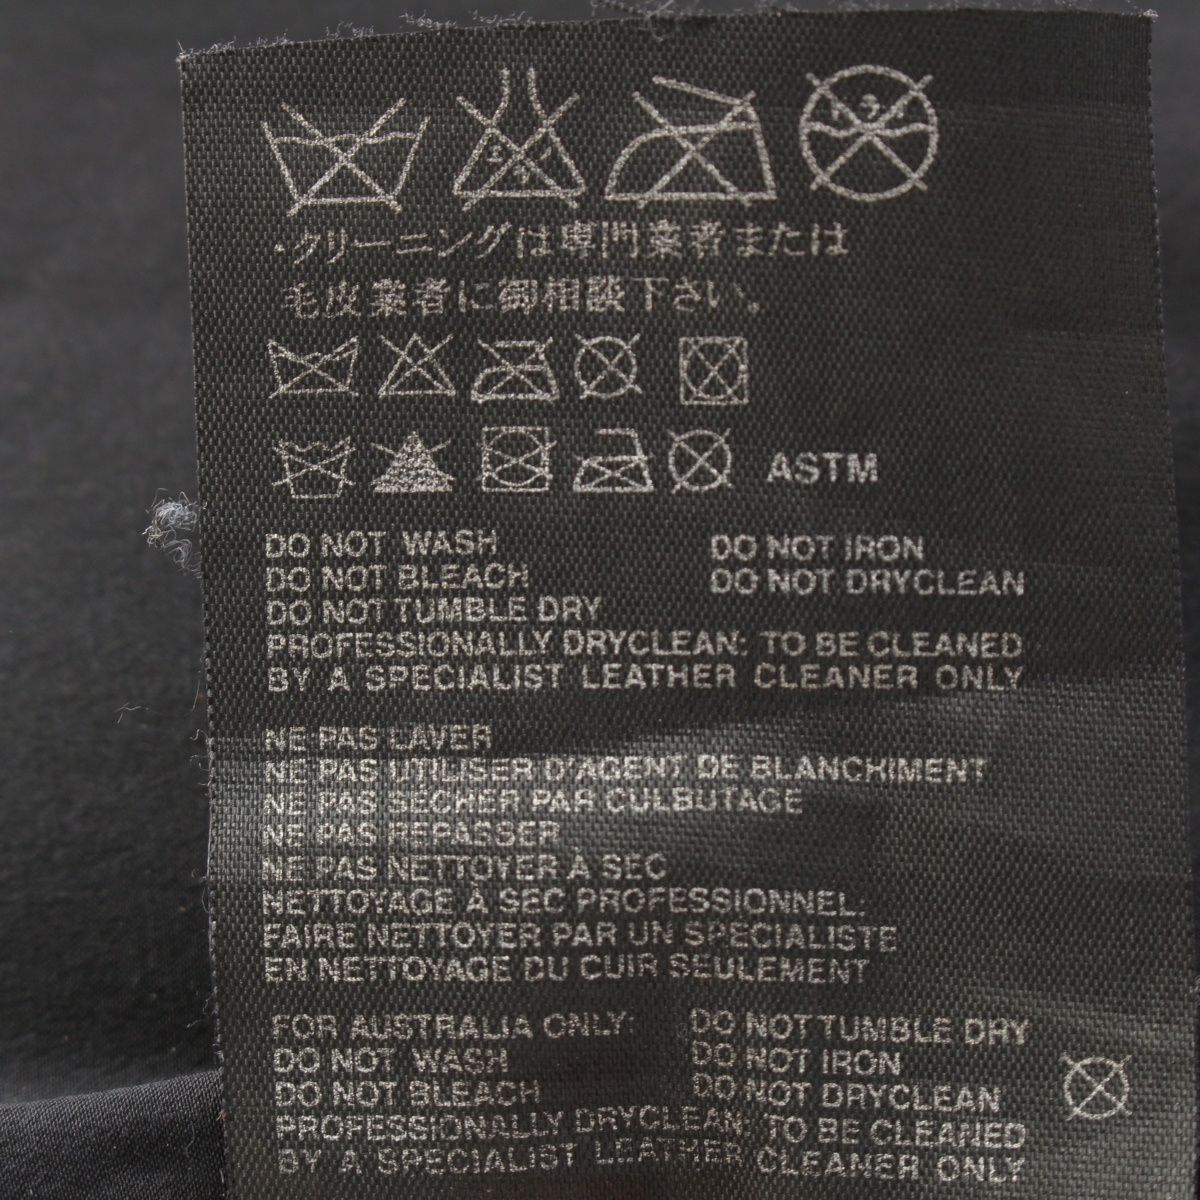 エンソ
ドライ
・クリーニングは専門業者または
毛皮業者に御相談下さい。
ASTM
DO NOT WASH
DO NOT IRON
DO NOT BLEACH
DO NOT DRYCLEAN
DO NOT TUMBLE DRY
PROFESSIONALLY DRYCLEAN: TO BE CLEANED
BY A SPECIALIST LEATHER CLEANER ONLY
NE PAS LAVER
NE PAS UTILISER D'AGENT DE BLANCHIMENT
NE PAS SECHER PAR CULBUTAGE
NE PAS REPASSER
NE PAS NETTOYER À SEC
NETTOYAGE À SEC PROFESSIONNEL.
FAIRE NETTOYER PAR UN SPECIALISTE
EN NETTOYAGE DU CUIR SEULEMENT
FOR AUSTRALIA ONLY:
DO NOT TUMBLE DRY
DO NOT WASH
DO NOT IRON
DO NOT BLEACH
DO NOT DRYCLEAN
PROFESSIONALLY DRYCLEAN: TO BE CLEANED
BY A SPECIALIST LEATHER CLEANER ONLY